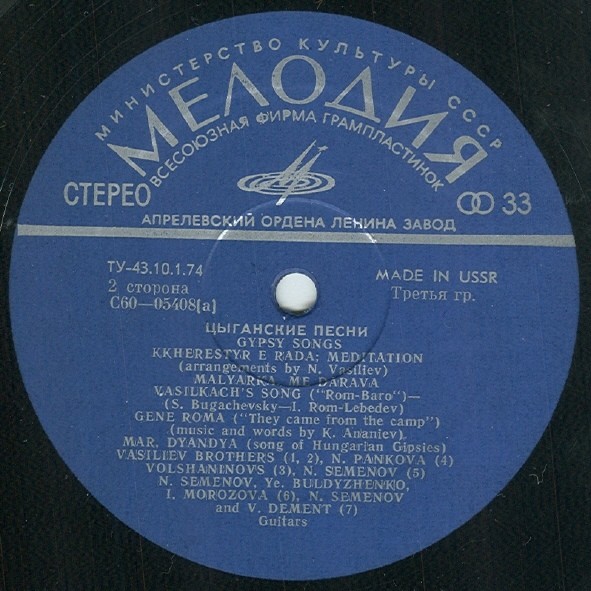 МИНИСТЕРСТВО КУЛЬТУРЫ СССР
МЕЛОДИЯ
ВСЕСОЮЗНАЯ ФИРМА ГРАМПЛАСТИНОК
СТЕРЕО
33
АПРЕЛЕВСКИЙ ОРДЕНА ЛЕНИНА ЗАВОД
ТУ-43.10.1.74
MADE IN USSR
2 сторона
Третья гр.
С60—05408(а)
ЦЫГАНСКИЕ ПЕСНИ
GYPSY SONGS
KKHERESTYR E RADA; MEDITATION
(arrangements by N. Vasiliev)
MALYARKA ME DARAVA
VASILKACH'S SONG ("Rom-Baro")—
(S. Bugachevsky—I. Rom-Lebedev)
GENE ROMA ("They came from the camp")
(music and words by K. Ananiev)
MAR, DYANDYA (song of Hungarian Gipsies)
VASILIEV BROTHERS (1, 2), N. PANKOVA (4)
VOLSHANINOVS (3), N. SEMENOV (5)
N. SEMENOV, Ye. BULDYZHENKO,
I. MOROZOVA (6), N. SEMENOV
and V. DEMENT (7)
Guitars